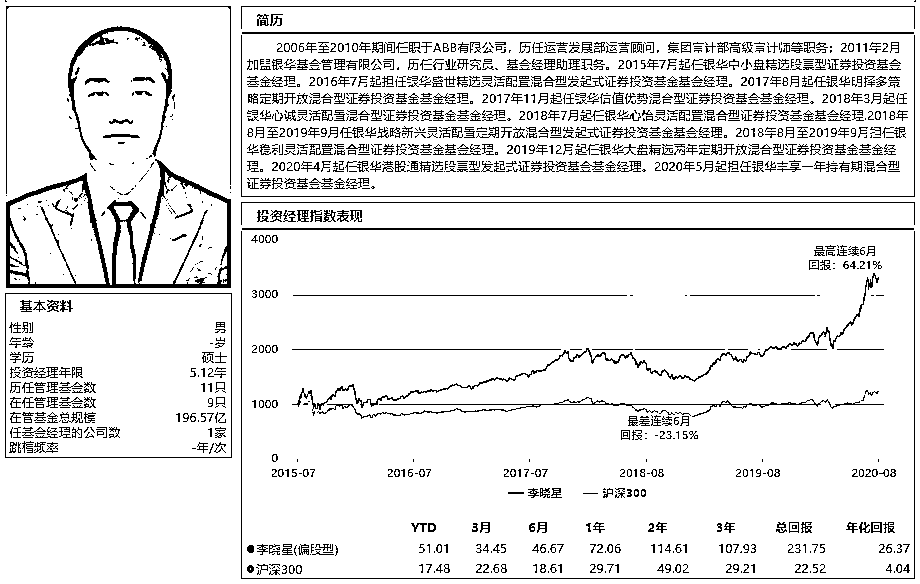 简历
2006年至2010年期间任职于ABB有限公司，历任运营发展部运营顾问，集团审计部高级审计师等职务；2011年2月
加盟银华基金管理有限公司，历任行业研究员、基金经理助理职务。2015年7月起任银华中小盘精选股票型证券投资基金
基金经理。2016年7月起担任银华盛世精选灵活配置混合型发起式证券投资基金基金经理。2017年8月起任银华明择多策
略定期开放混合型证券投资基金基金经理。2017年11月起任银华估值优势混合型证券投资基金基金经理。2018年3月起任
银华心诚灵活配置混合型证券投资基金基金经理。2018年7月起任银华心怡灵活配置混合型证券投资基金基金经理.2018年
8月至2019年9月任银华战略新兴灵活配置定期开放混合型发起式证券投资基金基金经理。2018年8月至2019年9月担任银
华稳利灵活配置混合型证券投资基金基金经理。2019年12月起任银华大盘精选两年定期开放混合型证券投资基金基金经
理。2020年4月起任银华港股通精选股票型发起式证券投资基金基金经理。2020年5月起担任银华丰享一年持有期混合型
证券投资基金基金经理。
投资经理指数表现
4000
3000
2000
1000
0
最高连续6月
回报：64.21%
最差连续6月
回报：-23.15%
2015-07 2016-07 2017-07 2018-08 2019-08 2020-08
李晓星 沪深300
YTD 3月 6月 1年 2年 3年 总回报 年化回报
李晓星(偏股型) 51.01 34.45 46.67 72.06 114.61 107.93 231.75 26.37
沪深300 17.48 22.68 18.61 29.71 49.02 29.21 22.52 4.04
基本资料
性别 男
年龄 -岁
学历 硕士
投资经理年限 5.12年
历任管理基金数 11只
在任管理基金数 9只
在管基金总规模 196.57亿
任基金经理的公司数 1家
跳槽频率 -年/次